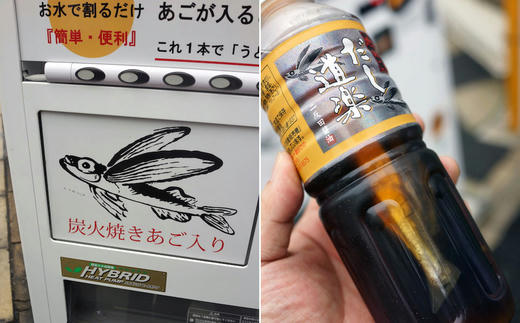 お水で割るだけ
あごが入る
『簡単・便利』
これ１本で「う
炭火焼きあご入り
HYBRID
HEAT PUMP
だし
道楽